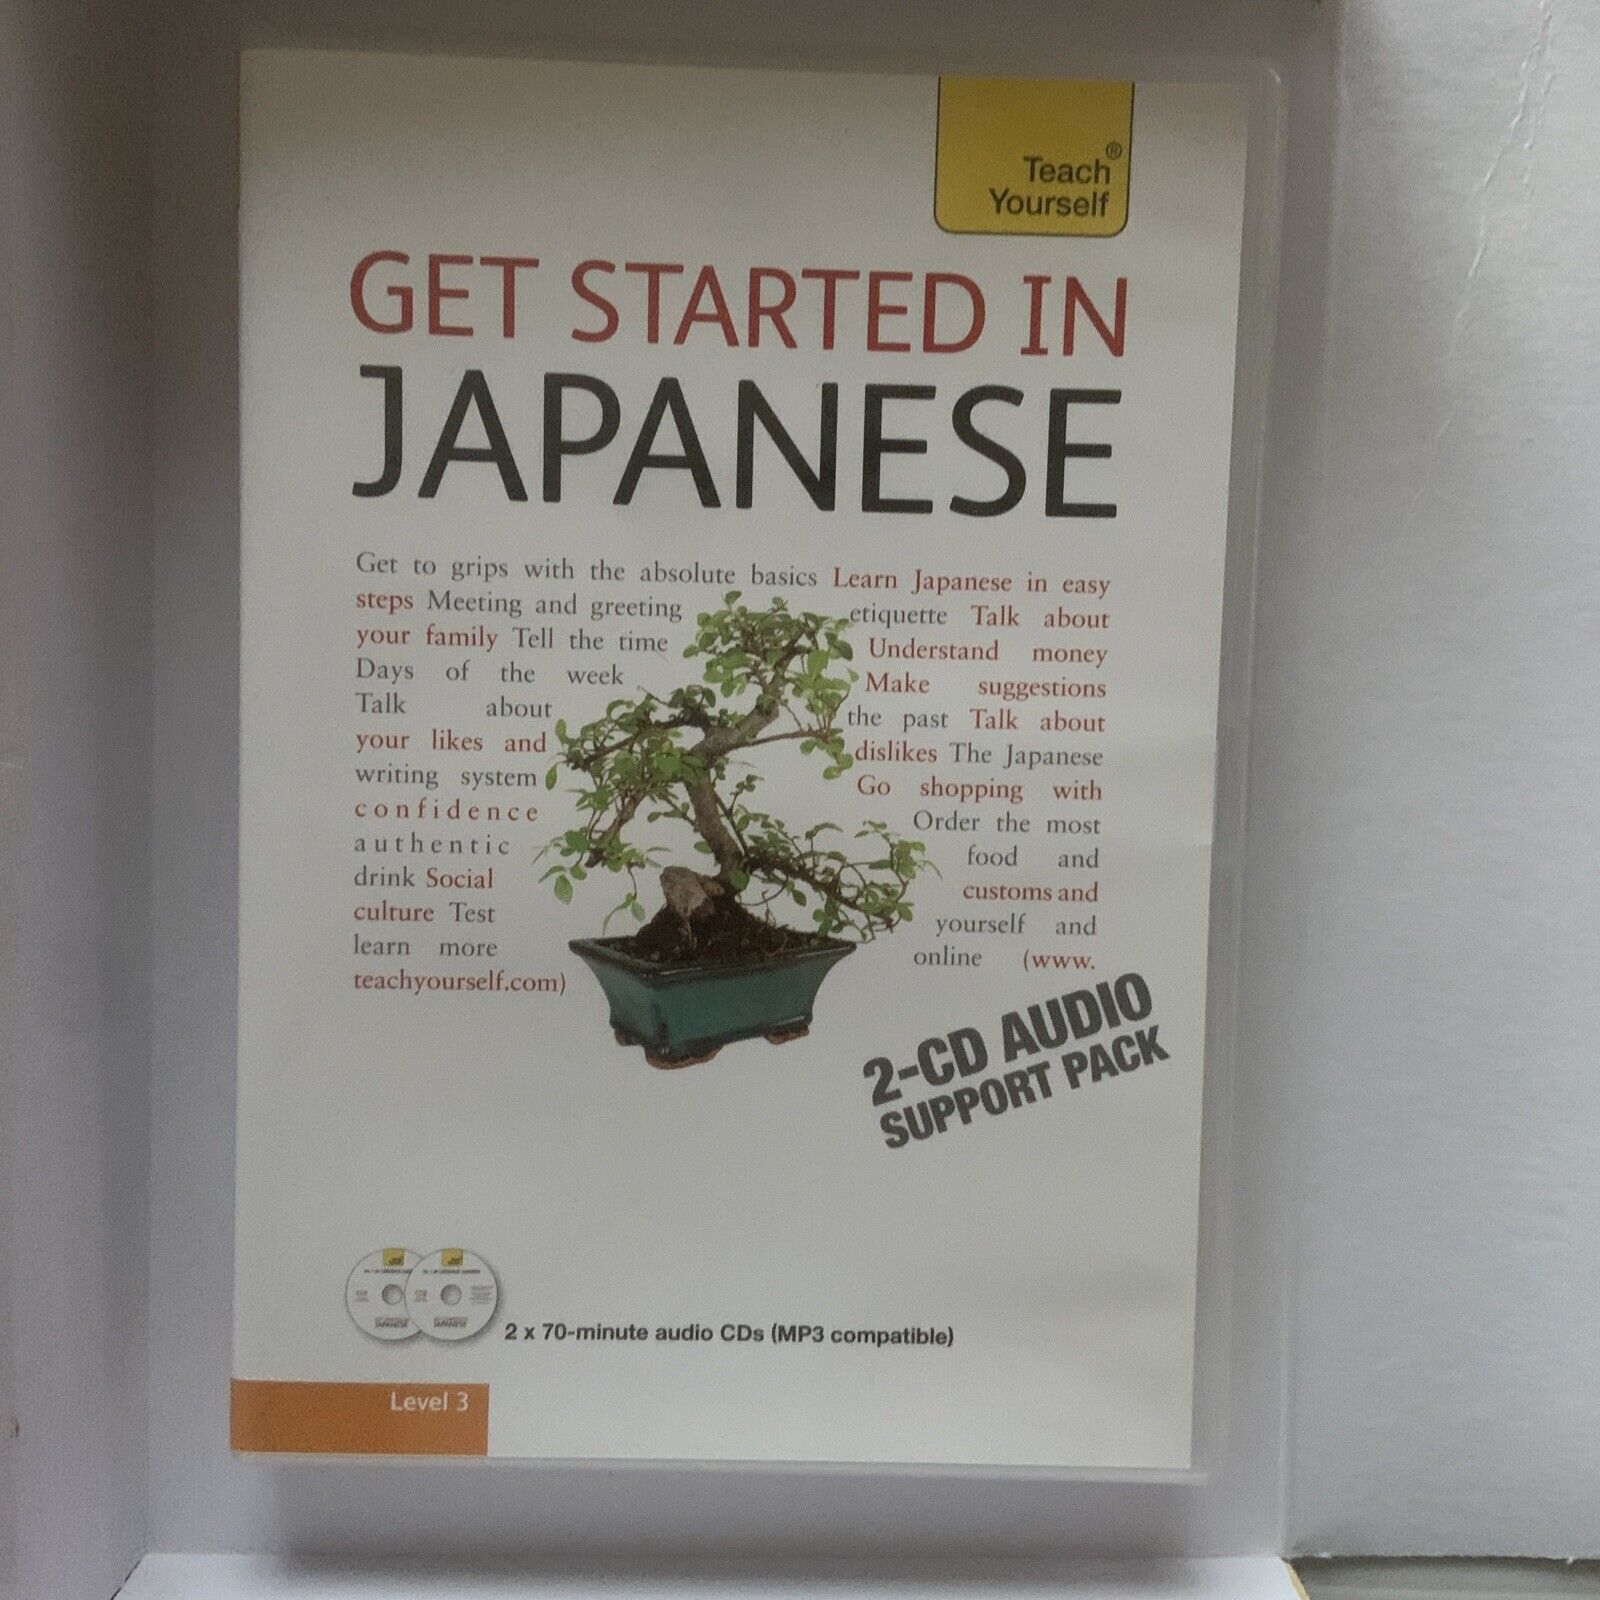 Teach®
Yourself
GET STARTED IN
JAPANESE
Get to grips with the absolute basics Learn Japanese in easy
steps Meeting and greeting etiquette Talk about
your family Tell the time Understand money
Days of the week Make suggestions
Talk about the past Talk about
your likes and dislikes The Japanese
writing system Go shopping with
confidence Order the most
authentic food and
drink Social customs and
culture Test yourself and
learn more online (www.
teachyourself.com)
2-CD AUDIO
SUPPORT PACK
JAPANESE
JAPANESE
2 x 70-minute audio CDs (MP3 compatible)
Level 3